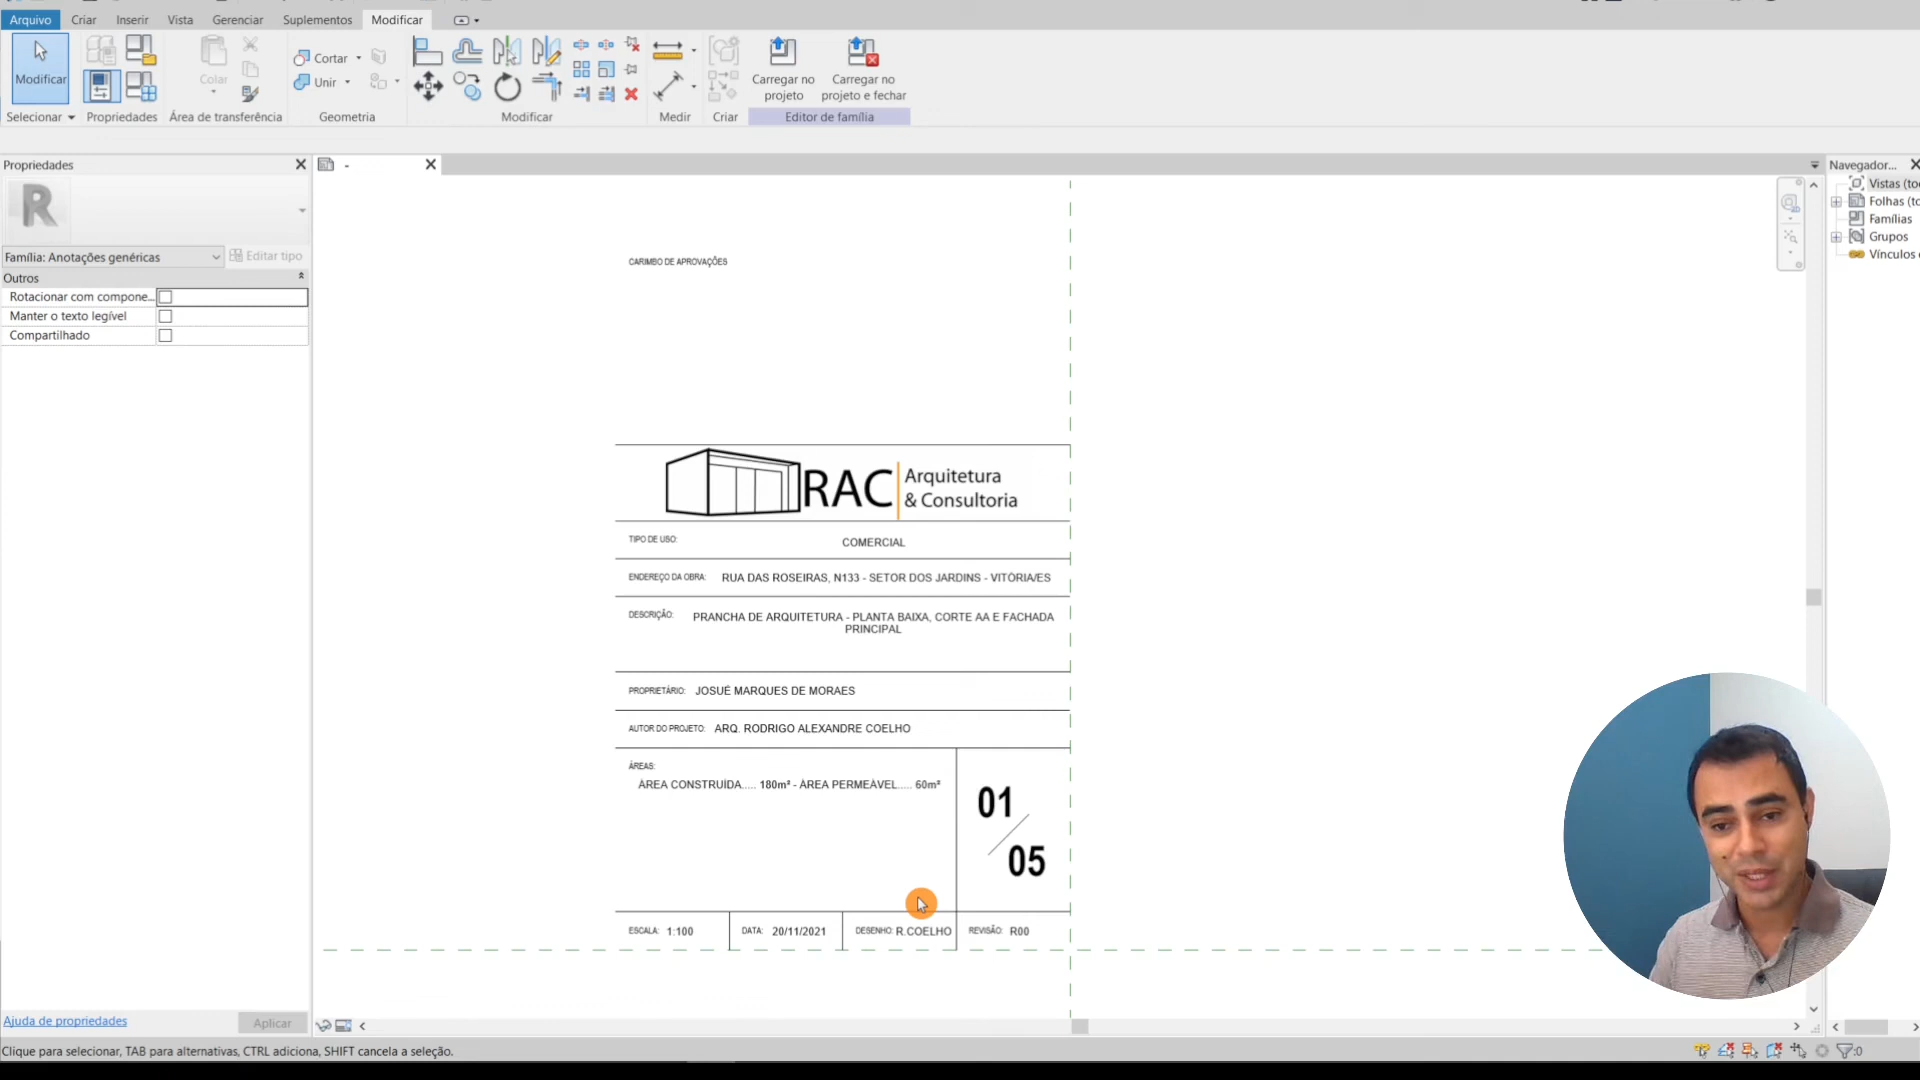 Arquivo Criar Inserir Vista Gerenciar Suplementos Modificar
Modificar
Colar
Cortar
Unir
Carregar no projeto
Carregar no projeto e fechar
Selecionar Propriedades Área de transferência Geometria Modificar Medir Criar Editor de família
Propriedades
-
Navegador...
R
Família: Anotações genéricas
Editar tipo
Outros
Rotacionar com compone...
Manter o texto legível
Compartilhado
Vistas (to
Folhas (to
Famílias
Grupos
Vínculos
CARIMBO DE APROVAÇÕES
RAC Arquitetura
& Consultoria
TIPO DE USO: COMERCIAL
ENDEREÇO DA OBRA: RUA DAS ROSEIRAS, N133 - SETOR DOS JARDINS - VITÓRIA/ES
DESCRIÇÃO: PRANCHA DE ARQUITETURA - PLANTA BAIXA, CORTE AA E FACHADA
PRINCIPAL
PROPRIETÁRIO: JOSUÉ MARQUES DE MORAES
AUTOR DO PROJETO: ARQ. RODRIGO ALEXANDRE COELHO
ÁREAS:
ÁREA CONSTRUÍDA..... 180m² - ÁREA PERMEÁVEL..... 60m²
01
05
ESCALA: 1:100 DATA: 20/11/2021 DESENHO: R.COELHO REVISÃO: R00
Ajuda de propriedades
Aplicar
Clique para selecionar, TAB para alternativas, CTRL adiciona, SHIFT cancela a seleção.
:0